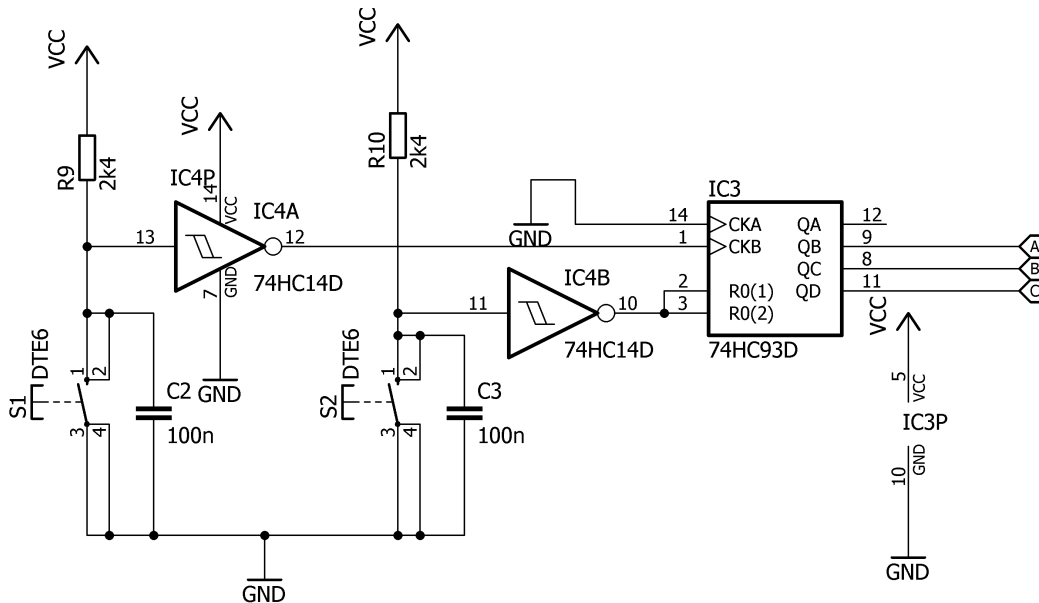 VCC
R9
2k4
VCC
IC4P
14
VCC
IC4A
13
12
7
GND
74HC14D
GND
S1
DTE6
1
2
3
4
C2
100n
VCC
R10
2k4
11
IC4B
10
74HC14D
S2
DTE6
1
2
3
4
C3
100n
GND
GND
IC3
14
CKA
QA
12
1
CKB
QB
9
QC
8
2
R0(1)
QD
11
3
R0(2)
74HC93D
A
B
C
VCC
5
VCC
IC3P
10
GND
GND